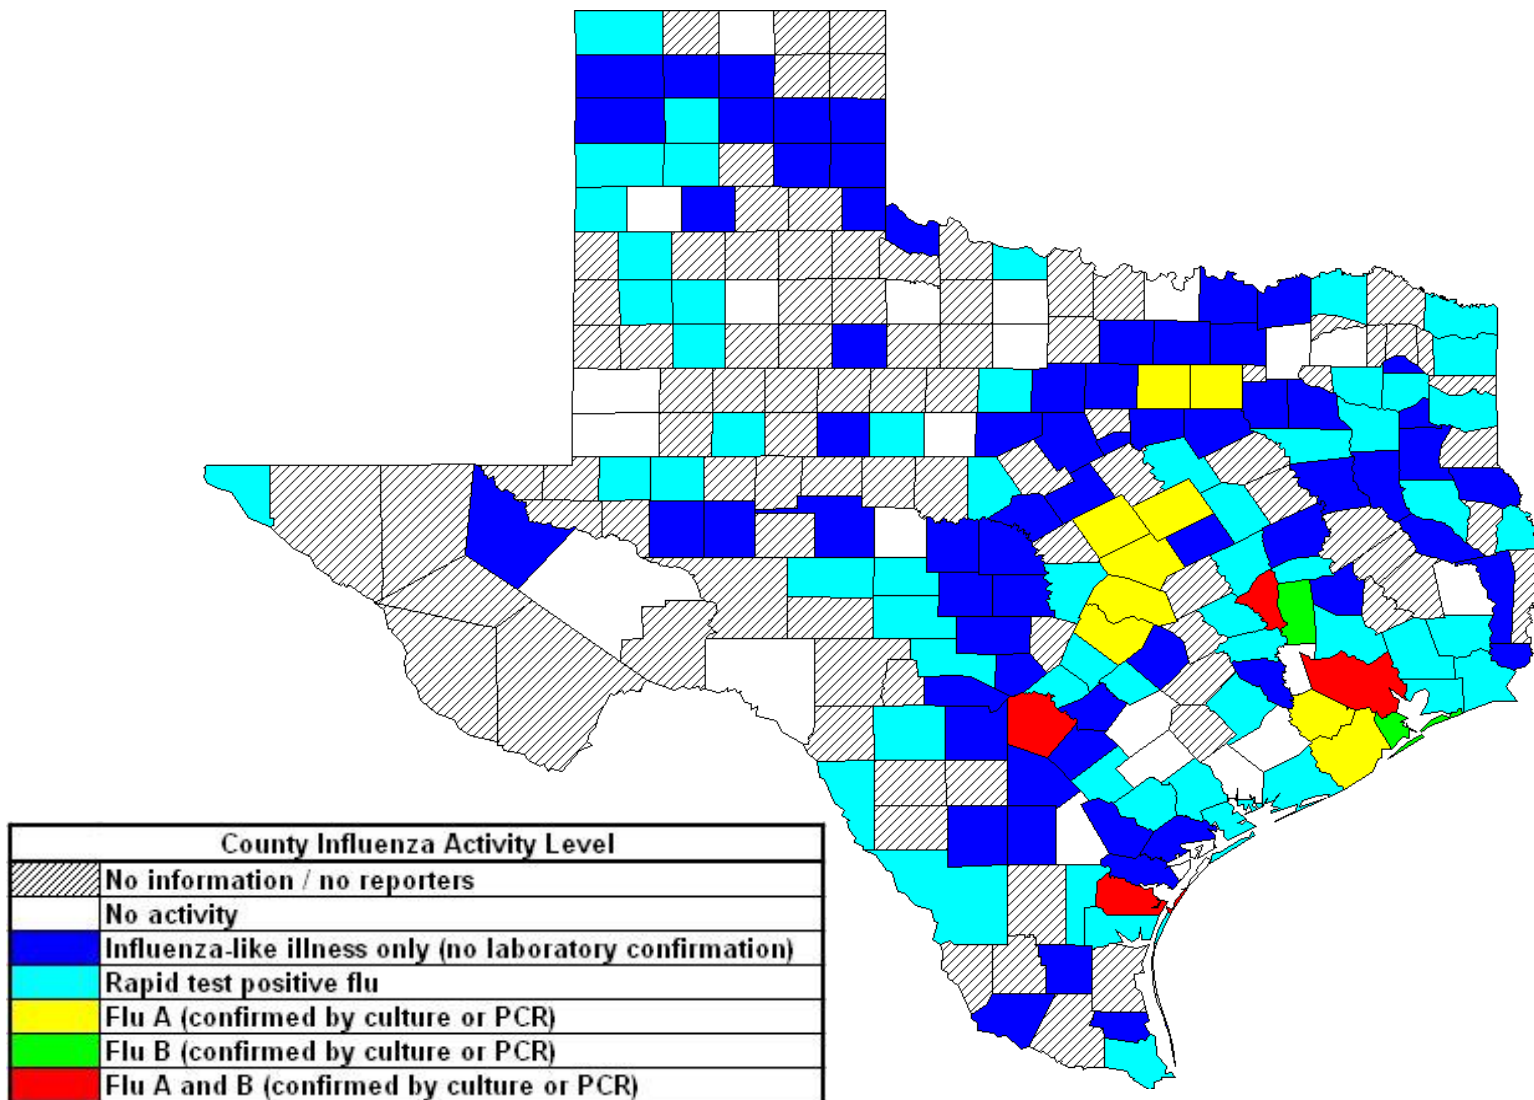 County Influenza Activity Level
No information / no reporters
No activity
Influenza-like illness only (no laboratory confirmation)
Rapid test positive flu
Flu A (confirmed by culture or PCR)
Flu B (confirmed by culture or PCR)
Flu A and B (confirmed by culture or PCR)